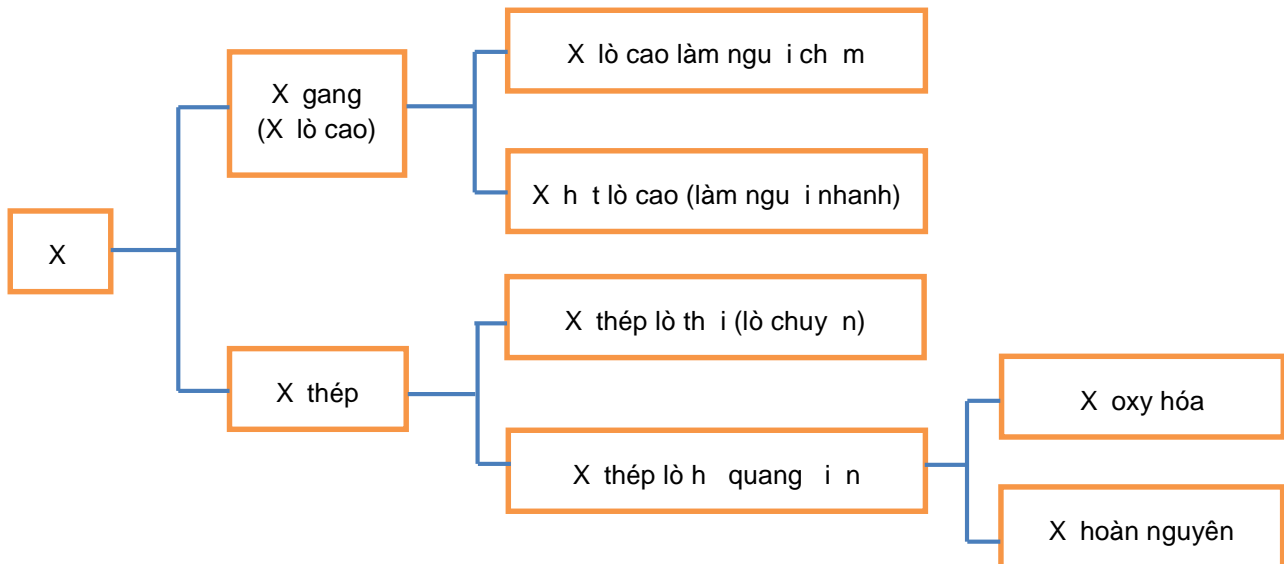 X lò cao làm ngu i ch m
X gang
(X lò cao)
X h t lò cao (làm ngu i nhanh)
X
X thép lò th i (lò chuy n)
X thép
X oxy hóa
X thép lò h quang i n
X hoàn nguyên